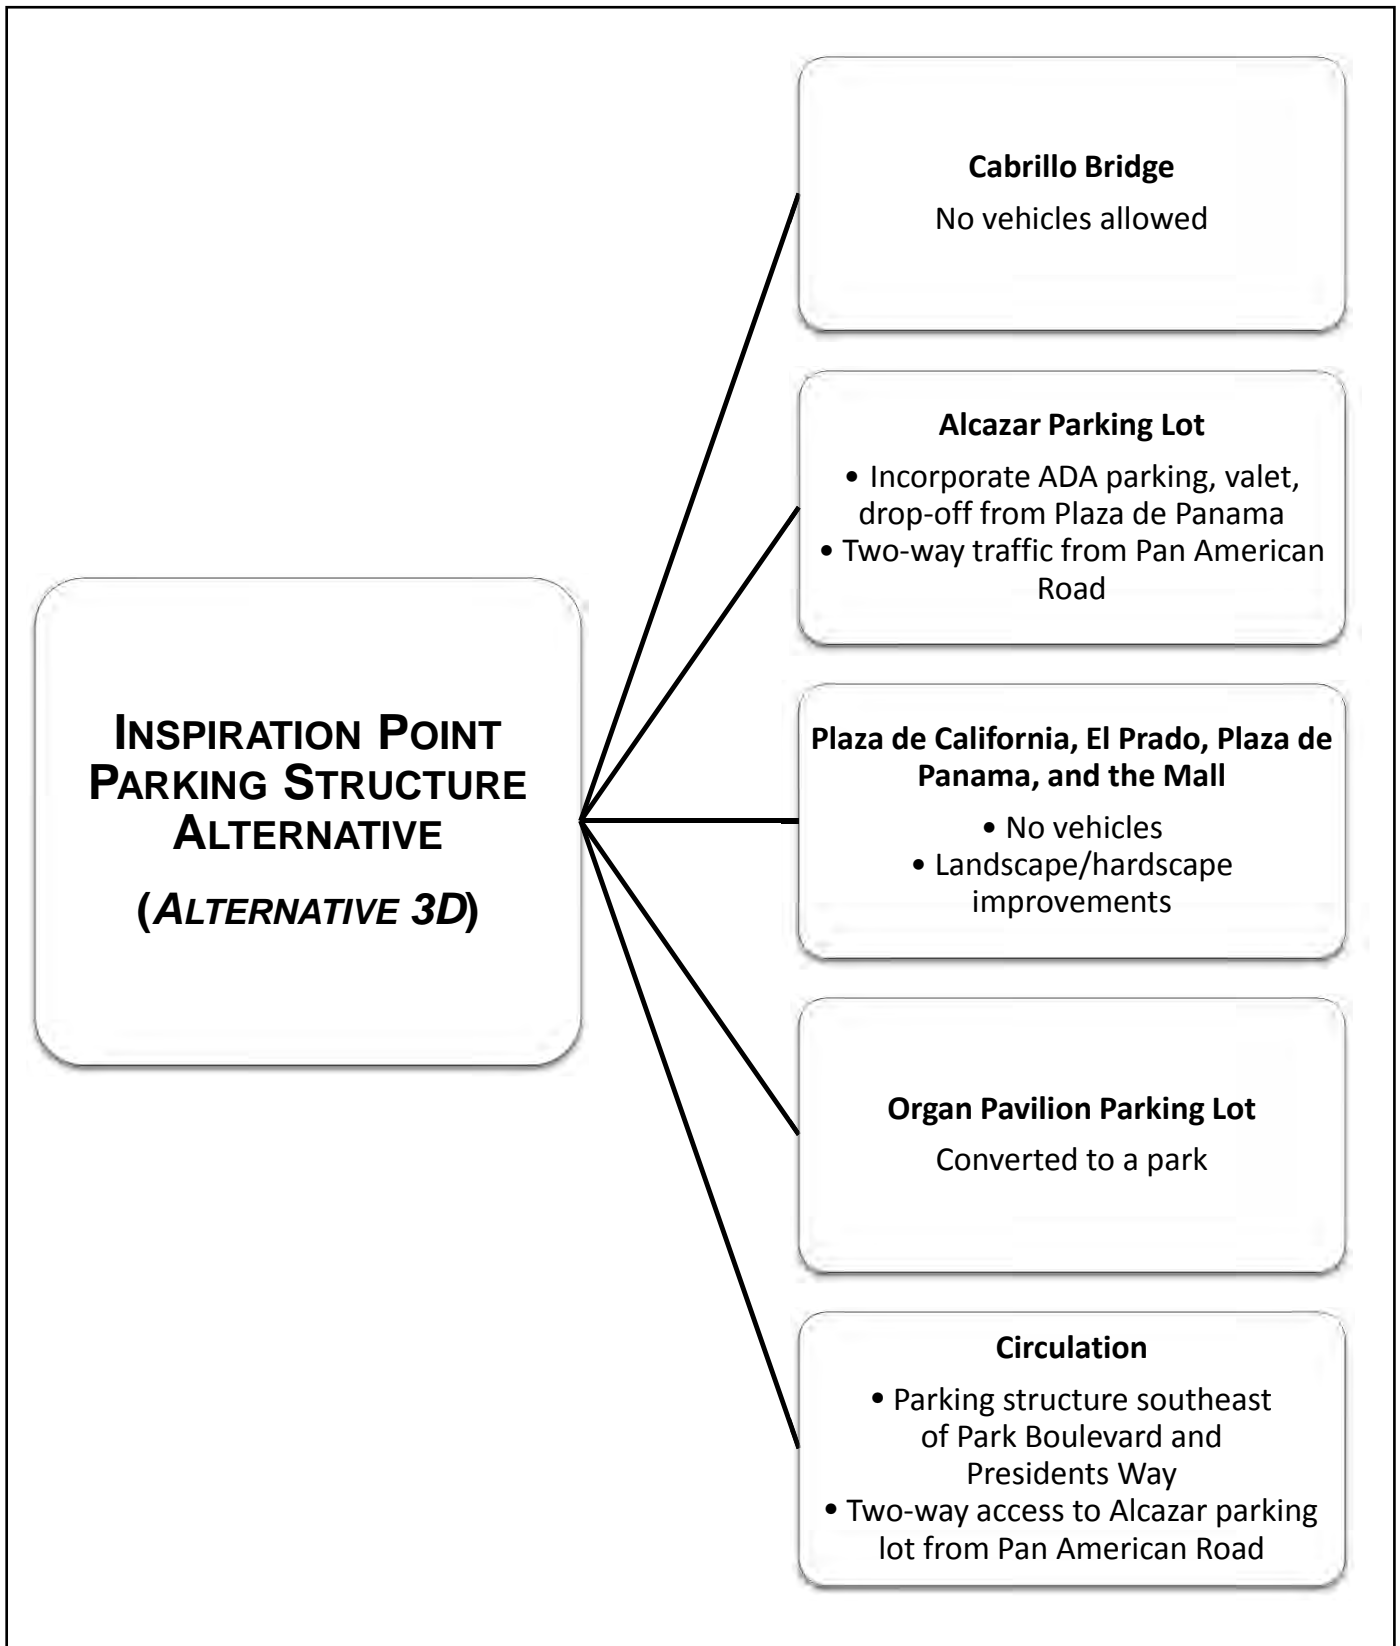 INSPIRATION POINT
PARKING STRUCTURE
ALTERNATIVE
(ALTERNATIVE 3D)
Cabrillo Bridge
No vehicles allowed
Alcazar Parking Lot
• Incorporate ADA parking, valet,
drop-off from Plaza de Panama
• Two-way traffic from Pan American
Road
Plaza de California, El Prado, Plaza de
Panama, and the Mall
• No vehicles
• Landscape/hardscape
improvements
Organ Pavilion Parking Lot
Converted to a park
Circulation
• Parking structure southeast
of Park Boulevard and
Presidents Way
• Two-way access to Alcazar parking
lot from Pan American Road